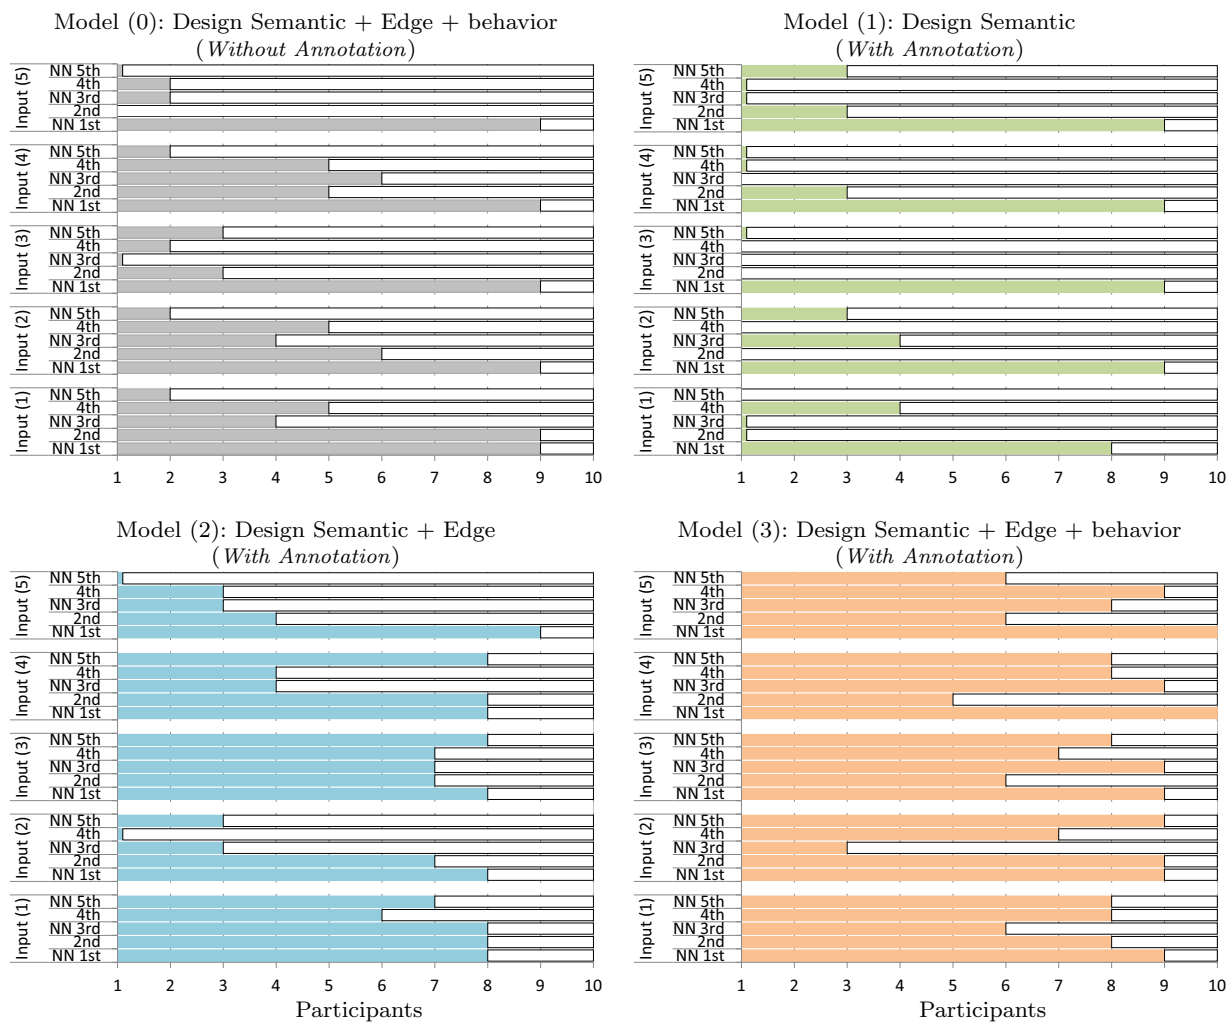 Model (0): Design Semantic + Edge + behavior
(Without Annotation)
Input (5)
NN 5th
4th
NN 3rd
2nd
NN 1st
Input (4)
NN 5th
4th
NN 3rd
2nd
NN 1st
Input (3)
NN 5th
4th
NN 3rd
2nd
NN 1st
Input (2)
NN 5th
4th
NN 3rd
2nd
NN 1st
Input (1)
NN 5th
4th
NN 3rd
2nd
NN 1st
1 2 3 4 5 6 7 8 9 10
Model (1): Design Semantic
(With Annotation)
Input (5)
NN 5th
4th
NN 3rd
2nd
NN 1st
Input (4)
NN 5th
4th
NN 3rd
2nd
NN 1st
Input (3)
NN 5th
4th
NN 3rd
2nd
NN 1st
Input (2)
NN 5th
4th
NN 3rd
2nd
NN 1st
Input (1)
NN 5th
4th
NN 3rd
2nd
NN 1st
1 2 3 4 5 6 7 8 9 10
Model (2): Design Semantic + Edge
(With Annotation)
Input (5)
NN 5th
4th
NN 3rd
2nd
NN 1st
Input (4)
NN 5th
4th
NN 3rd
2nd
NN 1st
Input (3)
NN 5th
4th
NN 3rd
2nd
NN 1st
Input (2)
NN 5th
4th
NN 3rd
2nd
NN 1st
Input (1)
NN 5th
4th
NN 3rd
2nd
NN 1st
1 2 3 4 5 6 7 8 9 10
Participants
Model (3): Design Semantic + Edge + behavior
(With Annotation)
Input (5)
NN 5th
4th
NN 3rd
2nd
NN 1st
Input (4)
NN 5th
4th
NN 3rd
2nd
NN 1st
Input (3)
NN 5th
4th
NN 3rd
2nd
NN 1st
Input (2)
NN 5th
4th
NN 3rd
2nd
NN 1st
Input (1)
NN 5th
4th
NN 3rd
2nd
NN 1st
1 2 3 4 5 6 7 8 9 10
Participants